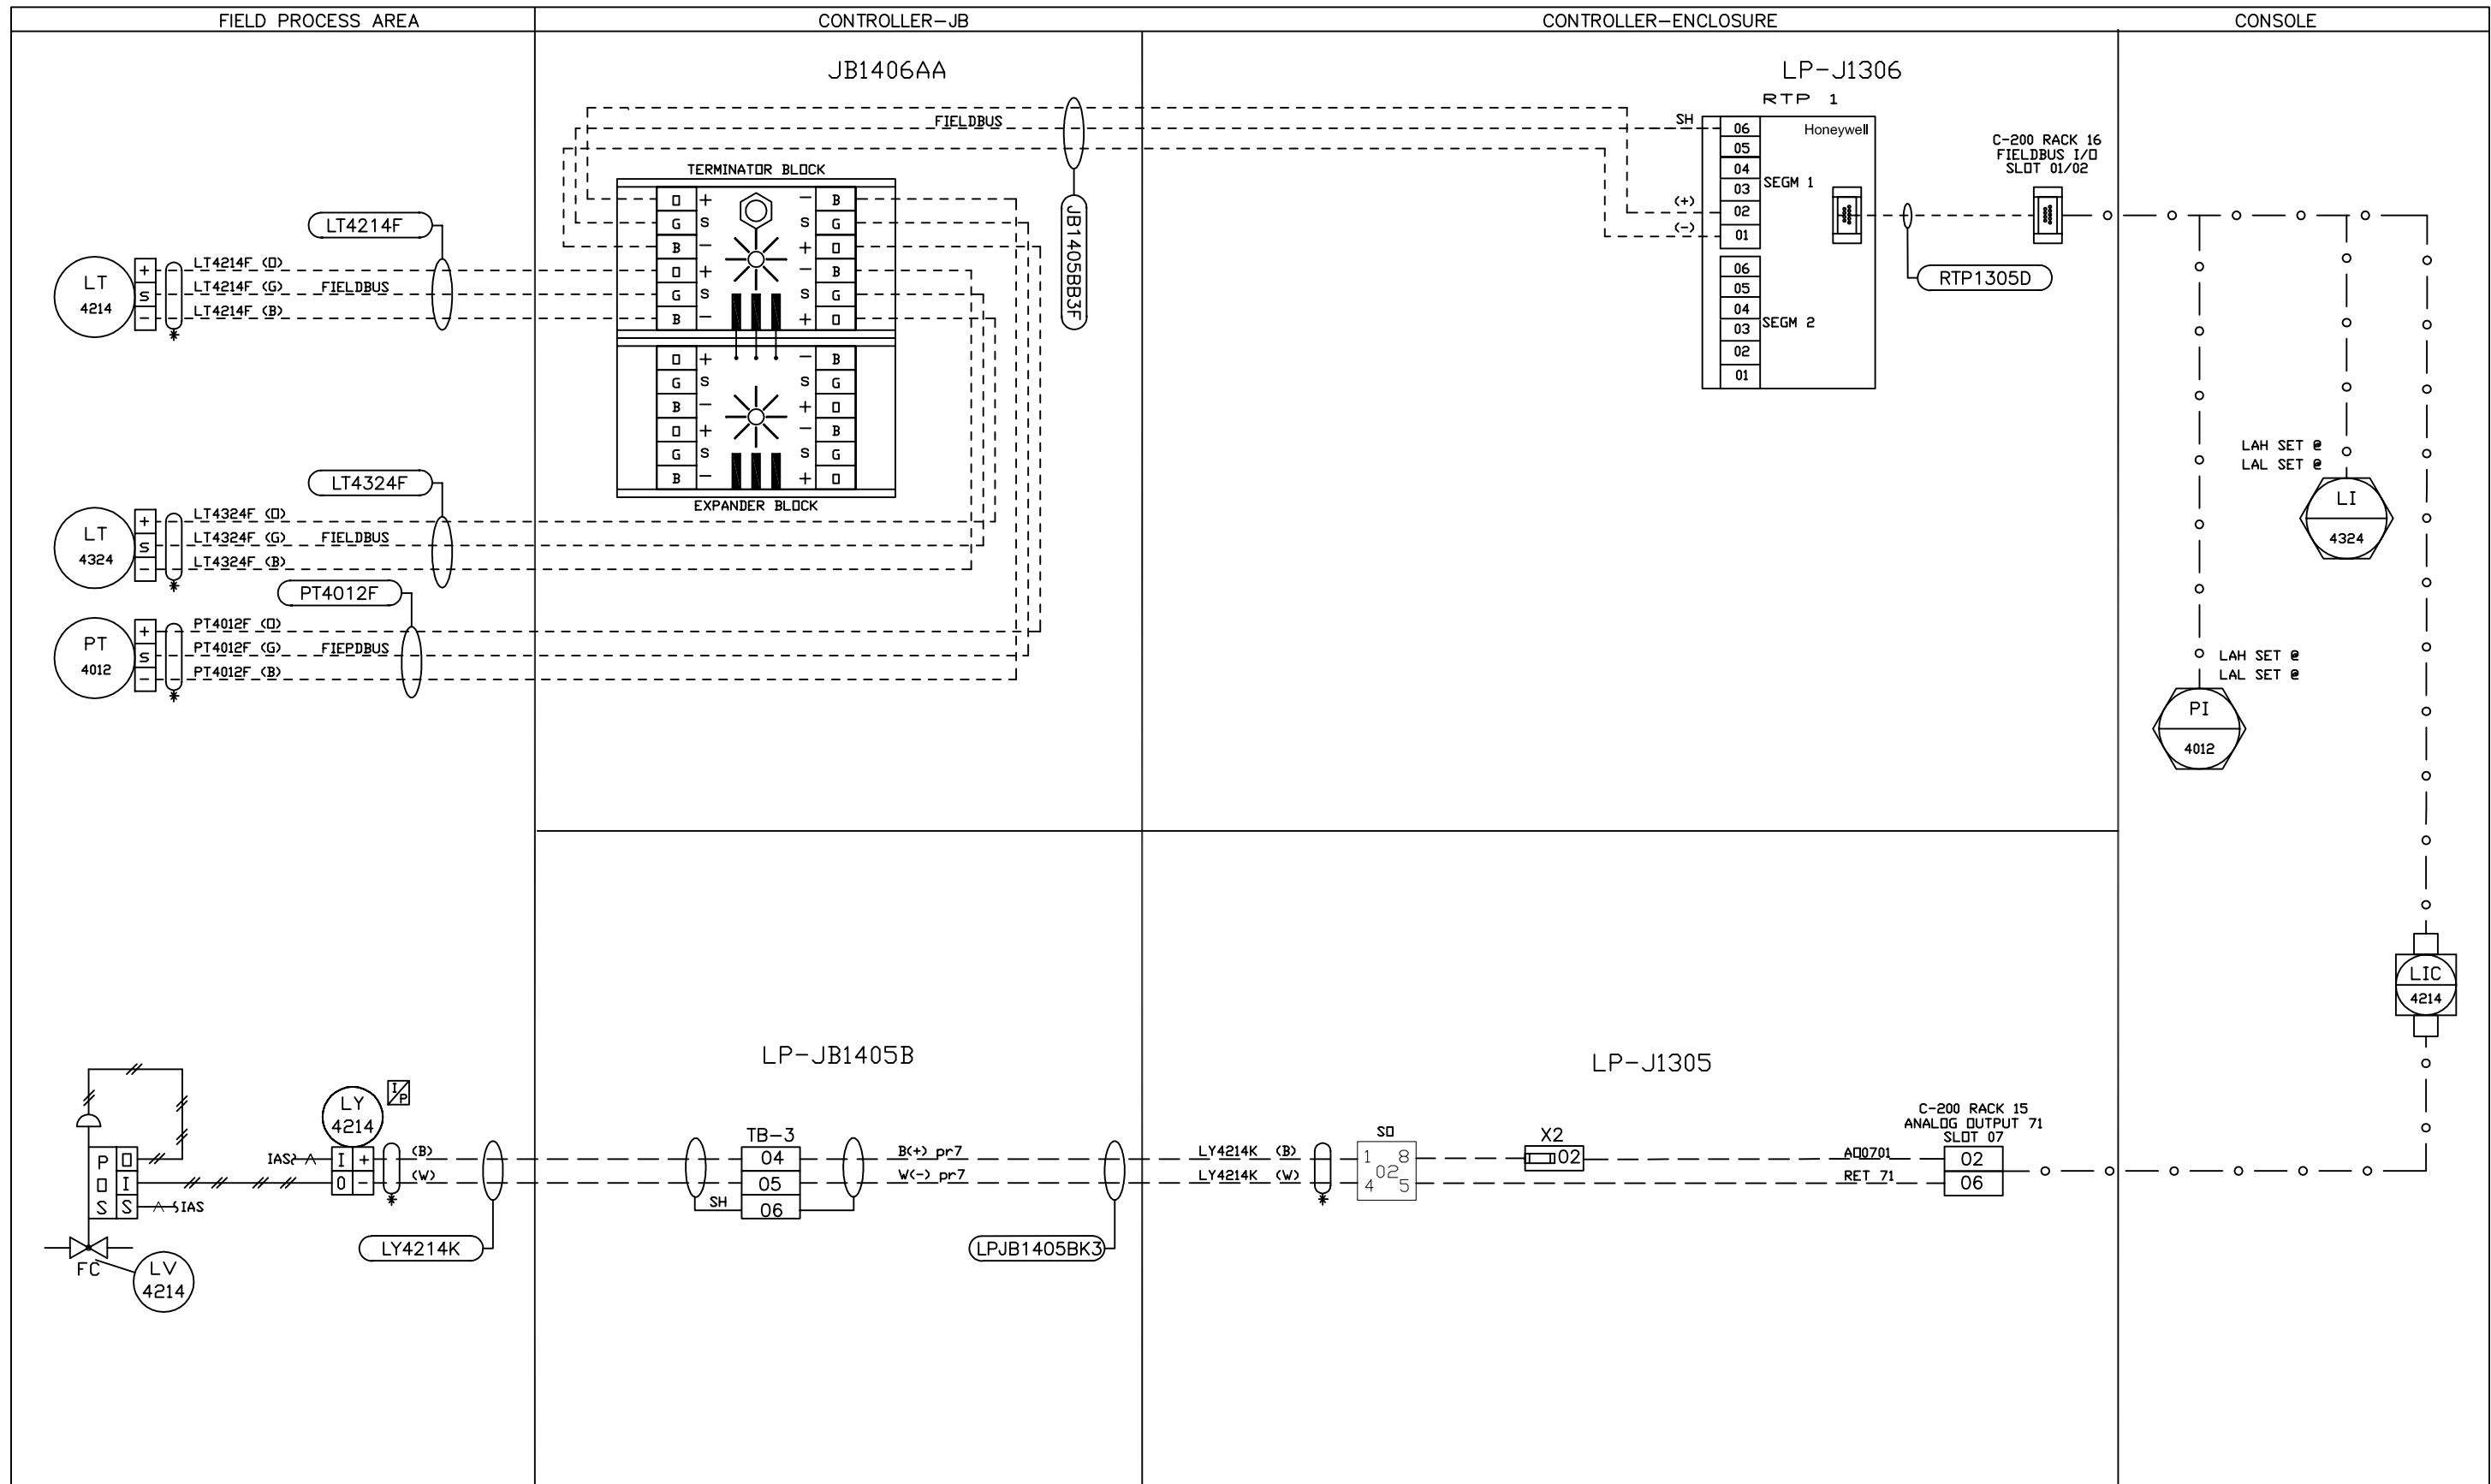 FIELD PROCESS AREA
CONTROLLER-JB
CONTROLLER-ENCLOSURE
CONSOLE
JB1406AA
LP-J1306
RTP 1
FIELDBUS
SH
06
05
04
03
02
01
Honeywell
SEGM 1
(+)
(-)
06
05
04
03
02
01
SEGM 2
C-200 RACK 16
FIELDBUS I/O
SLOT 01/02
RTP1305D
JB1405BB3F
TERMINATOR BLOCK
O + - B
G S S G
B - + O
O + - B
G S S G
B - + O
O + - B
G S S G
B - + O
O + - B
G S S G
B - + O
EXPANDER BLOCK
LT4214F
LT
4214
+
S
-
LT4214F (O)
LT4214F (G) FIELDBUS
LT4214F (B)
*
LT4324F
LT
4324
+
S
-
LT4324F (O)
LT4324F (G) FIELDBUS
LT4324F (B)
*
PT4012F
PT
4012
+
S
-
PT4012F (O)
PT4012F (G) FIEPDBUS
PT4012F (B)
*
LAH SET @
LAL SET @
LI
4324
LAH SET @
LAL SET @
PI
4012
LIC
4214
LP-JB1405B
LP-J1305
LY
4214
I/P
IAS
I +
O -
(B)
(W)
*
P O
O I
S S
IAS
FC
LV
4214
LY4214K
TB-3
04
05
06
SH
B(+) pr7
W(-) pr7
LPJB1405BK3
LY4214K (B)
LY4214K (W)
*
SO
1 8
02
4 5
X2
02
C-200 RACK 15
ANALOG OUTPUT 71
SLOT 07
AO0701
RET 71
02
06